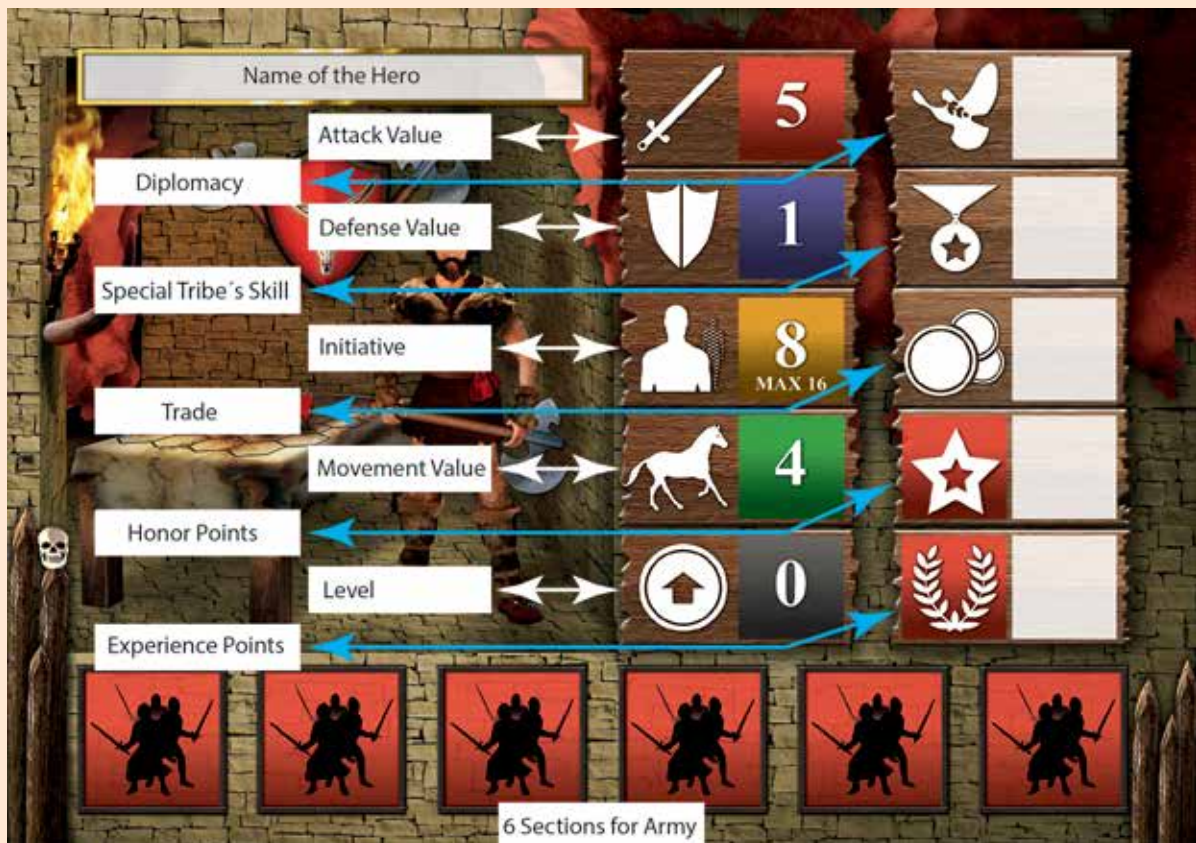 Name of the Hero
Attack Value
5
Diplomacy
Defense Value
1
Special Tribe´s Skill
Initiative
8
MAX 16
Trade
Movement Value
4
Honor Points
Level
0
Experience Points
6 Sections for Army